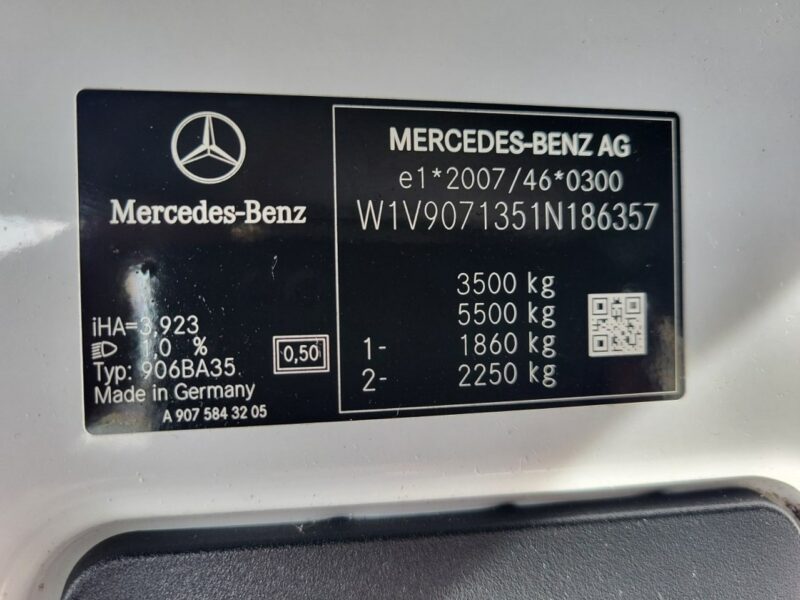 Mercedes-Benz
iHA=3,923
1,0 %
Typ: 906BA35
Made in Germany
A 907 584 32 05
0,50
MERCEDES-BENZ AG
e1*2007/46*0300
W1V9071351N186357
3500 kg
5500 kg
1- 1860 kg
2- 2250 kg